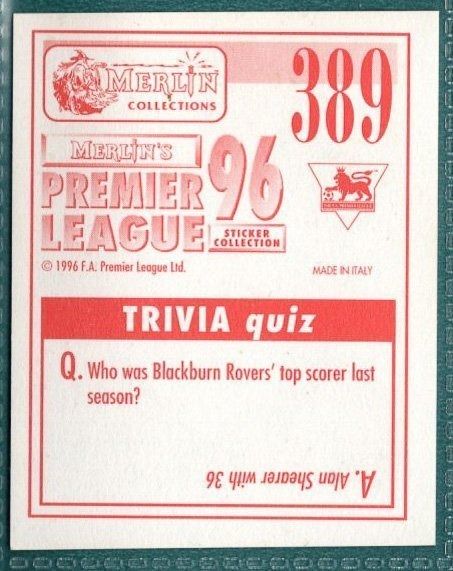 MERLIN
COLLECTIONS
389
MERLIN'S
PREMIER
LEAGUE
96
STICKER
COLLECTION
© 1996 F.A. Premier League Ltd.
MADE IN ITALY
TRIVIA quiz
Q. Who was Blackburn Rovers' top scorer last
season?
A. Alan Shearer with 36